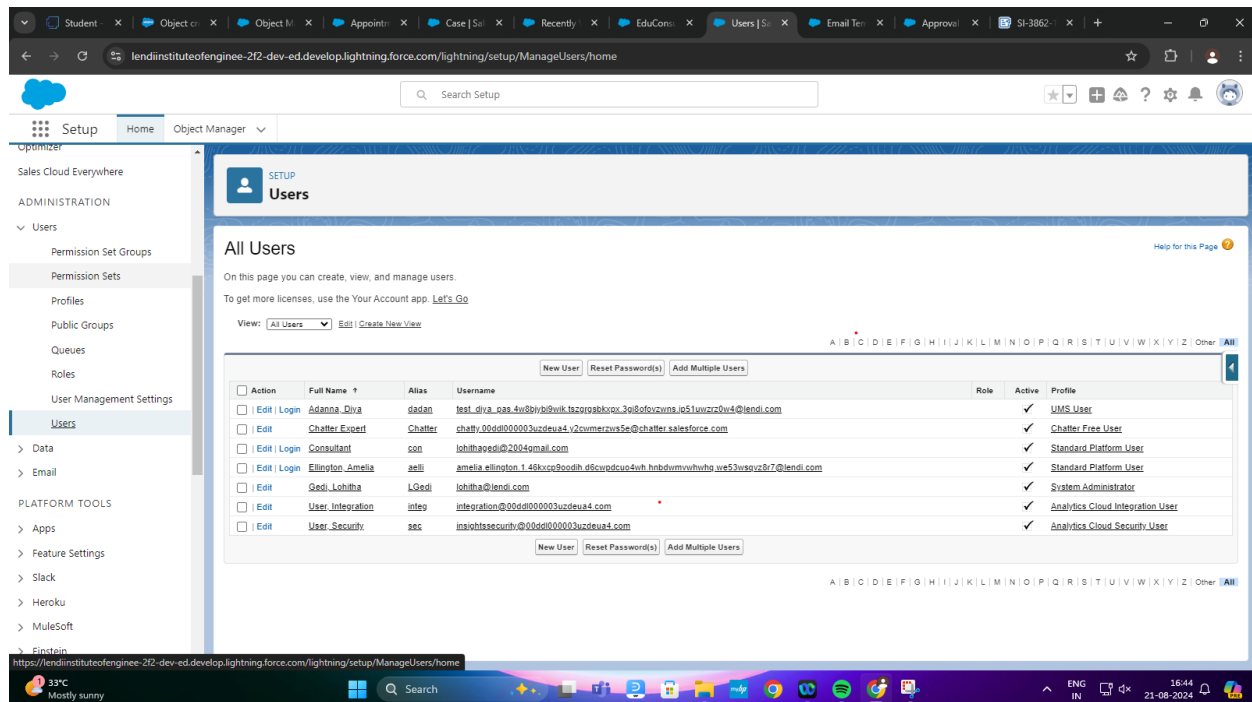 Student -
Object cr
Object M
Appointm
Case | Sal
Recently
EduConsu
Users | Sa
Email Tem
Approval
SI-3862-
lendiinstituteofenginee-2f2-dev-ed.develop.lightning.force.com/lightning/setup/ManageUsers/home
Search Setup
Setup Home Object Manager
Optimizer
Sales Cloud Everywhere
ADMINISTRATION
Users
Permission Set Groups
Permission Sets
Profiles
Public Groups
Queues
Roles
User Management Settings
Users
Data
Email
PLATFORM TOOLS
Apps
Feature Settings
Slack
Heroku
MuleSoft
Einstein
SETUP
Users
All Users
Help for this Page
On this page you can create, view, and manage users.
To get more licenses, use the Your Account app. Let's Go
View: All Users Edit | Create New View
A | B | C | D | E | F | G | H | I | J | K | L | M | N | O | P | Q | R | S | T | U | V | W | X | Y | Z | Other All
New User Reset Password(s) Add Multiple Users
Action Full Name ↑ Alias Username Role Active Profile
| Edit | Login Adanna, Diya dadan test_diya_pas.4w8bjybi9wik.tszgrgsbkxpx.3gj8ofovzwns.jp51uwzrz0w4@lendi.com ✓ UMS User
| Edit Chatter Expert Chatter chatty.00ddl000003uzdeua4.y2cwmerzws5e@chatter.salesforce.com ✓ Chatter Free User
| Edit | Login Consultant con lohithagedi@2004gmail.com ✓ Standard Platform User
| Edit | Login Ellington, Amelia aelli amelia.ellington.1.46kxcp9oodih.d6cwpdcuo4wh.hnbdwmvwhwhq.we53wsqvz8r7@lendi.com ✓ Standard Platform User
| Edit Gedi, Lohitha LGedi lohitha@lendi.com ✓ System Administrator
| Edit User, Integration integ integration@00ddl000003uzdeua4.com ✓ Analytics Cloud Integration User
| Edit User, Security sec insightssecurity@00ddl000003uzdeua4.com ✓ Analytics Cloud Security User
New User Reset Password(s) Add Multiple Users
A | B | C | D | E | F | G | H | I | J | K | L | M | N | O | P | Q | R | S | T | U | V | W | X | Y | Z | Other All
https://lendiinstituteofenginee-2f2-dev-ed.develop.lightning.force.com/lightning/setup/ManageUsers/home
1
33°C
Mostly sunny
Search
ENG
IN
16:44
21-08-2024